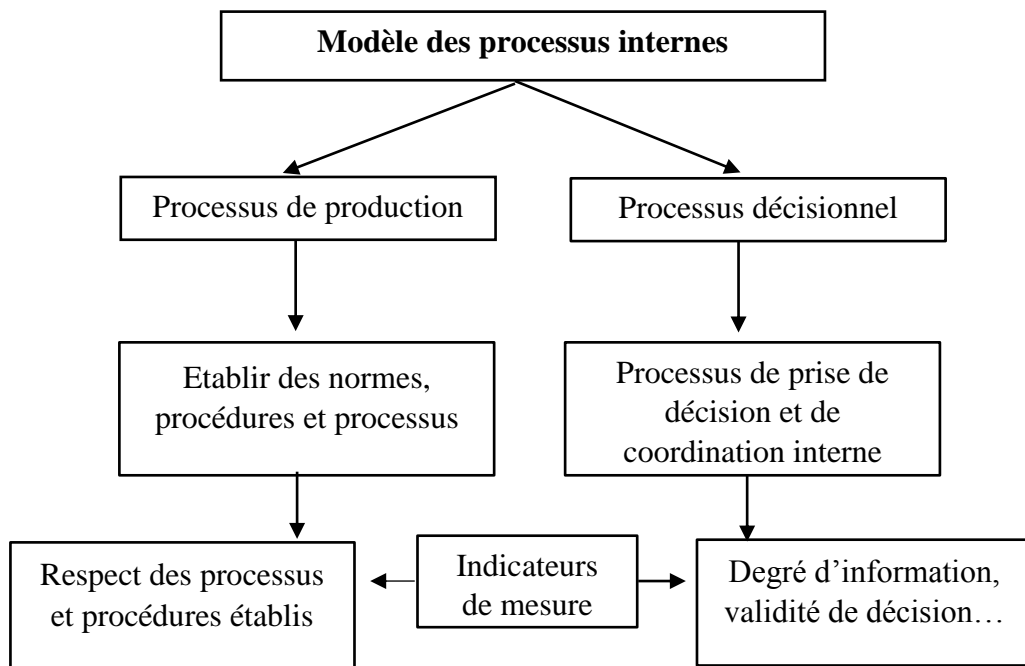 Modèle des processus internes
Processus de production
Processus décisionnel
Etablir des normes,
procédures et processus
Processus de prise de
décision et de
coordination interne
Respect des processus
et procédures établis
Indicateurs
de mesure
Degré d’information,
validité de décision…